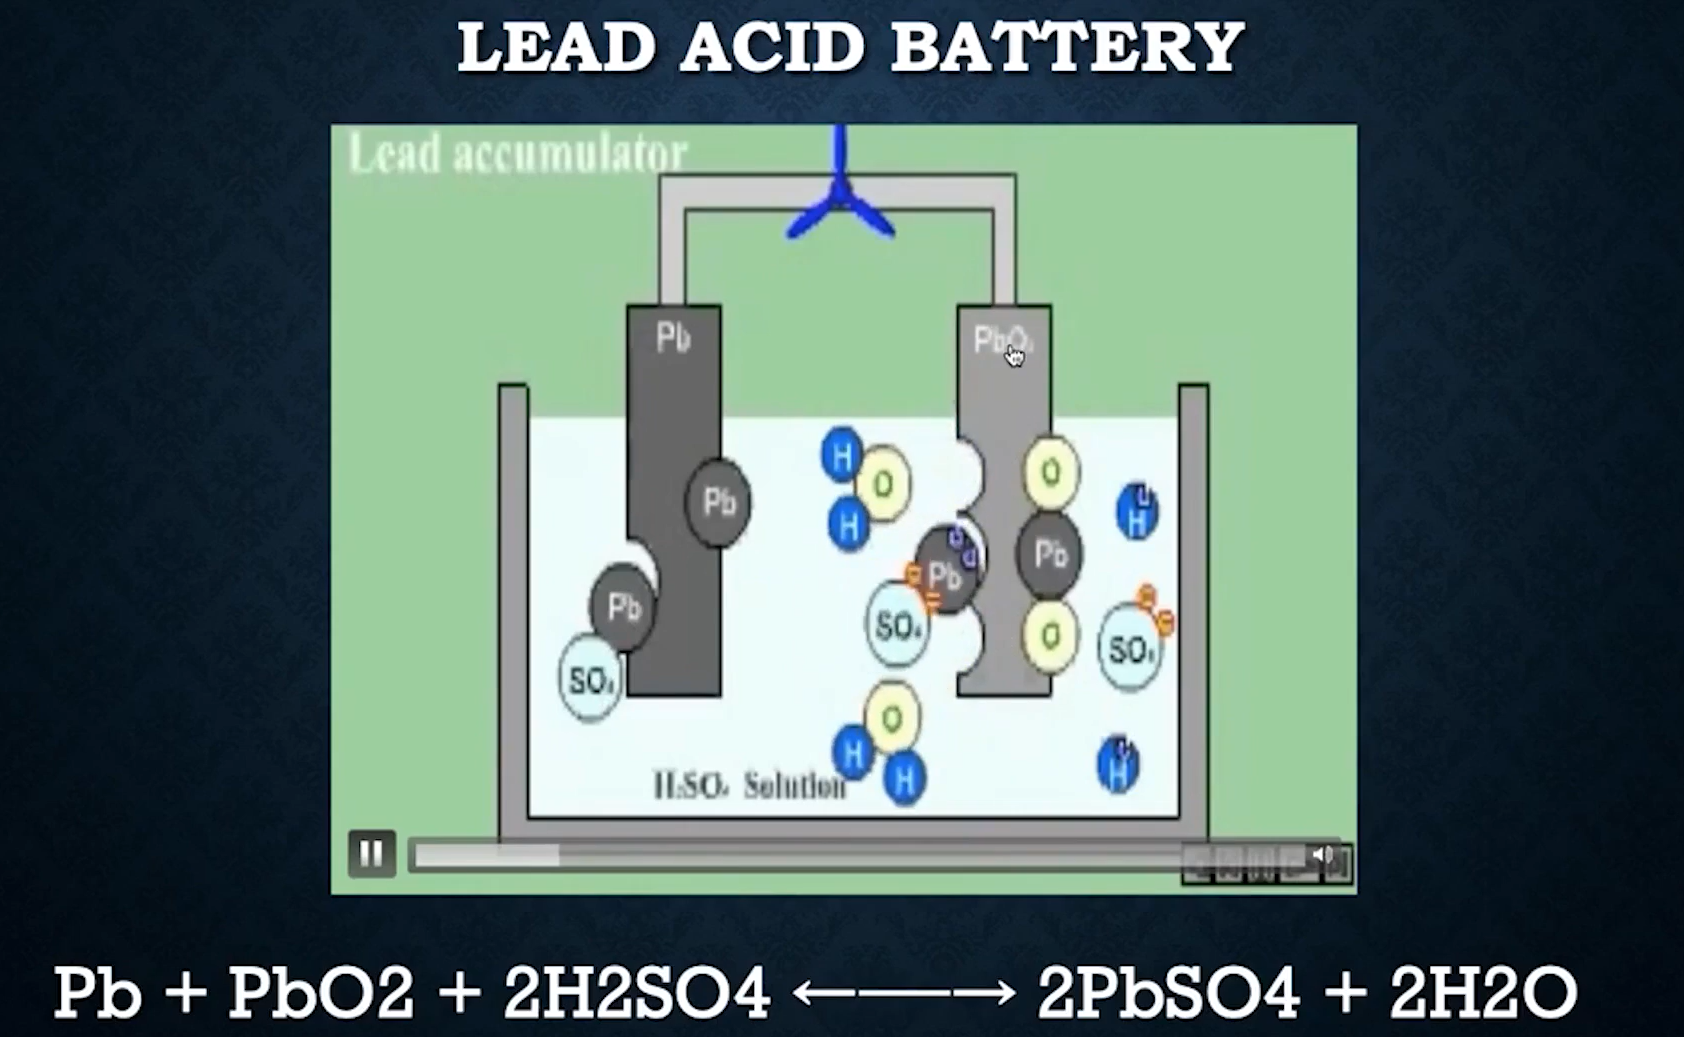 LEAD ACID BATTERY
Lead accumulator
Pb
PbO₂
H
O
H
O
H
Pb
Pb
Pb
Pb
SO₄
SO₄
O
SO₄
O
H
H
H
H₂SO₄ Solution
Pb + PbO2 + 2H2SO4 ⟵⟶ 2PbSO4 + 2H2O